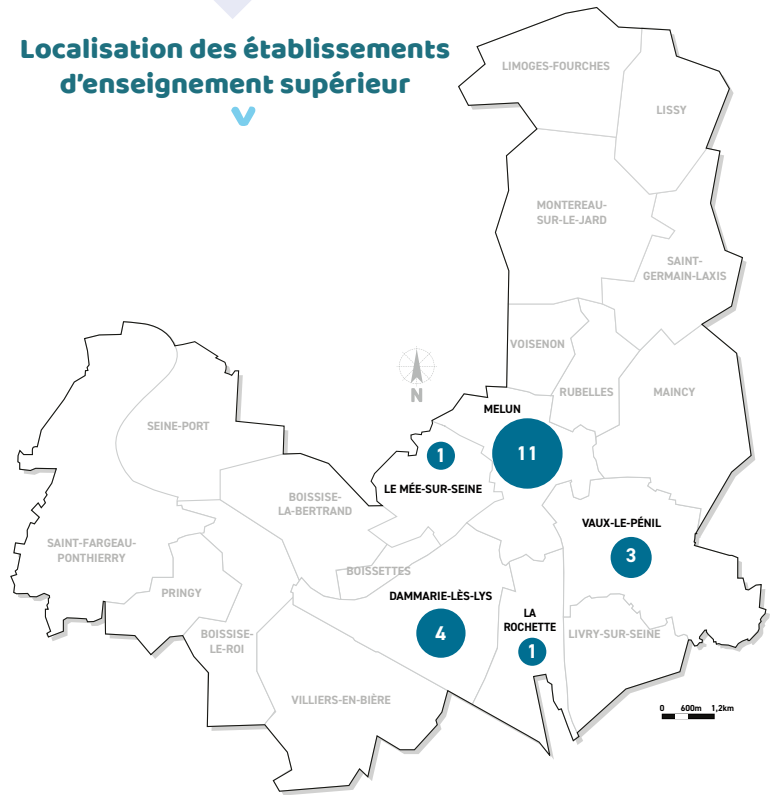 Localisation des établissements
d'enseignement supérieur
LIMOGES-FOURCHES
LISSY
MONTEREAU-
SUR-LE-JARD
SAINT-
GERMAIN-LAXIS
VOISENON
RUBELLES
MAINCY
N
MELUN
11
SEINE-PORT
1
LE MÉE-SUR-SEINE
BOISSISE-
LA-BERTRAND
VAUX-LE-PÉNIL
3
SAINT-FARGEAU-
PONTHIERRY
PRINGY
BOISSETTES
DAMMARIE-LÈS-LYS
4
LA
ROCHETTE
1
LIVRY-SUR-SEINE
BOISSISE-
LE-ROI
VILLIERS-EN-BIÈRE
0 600m 1,2km